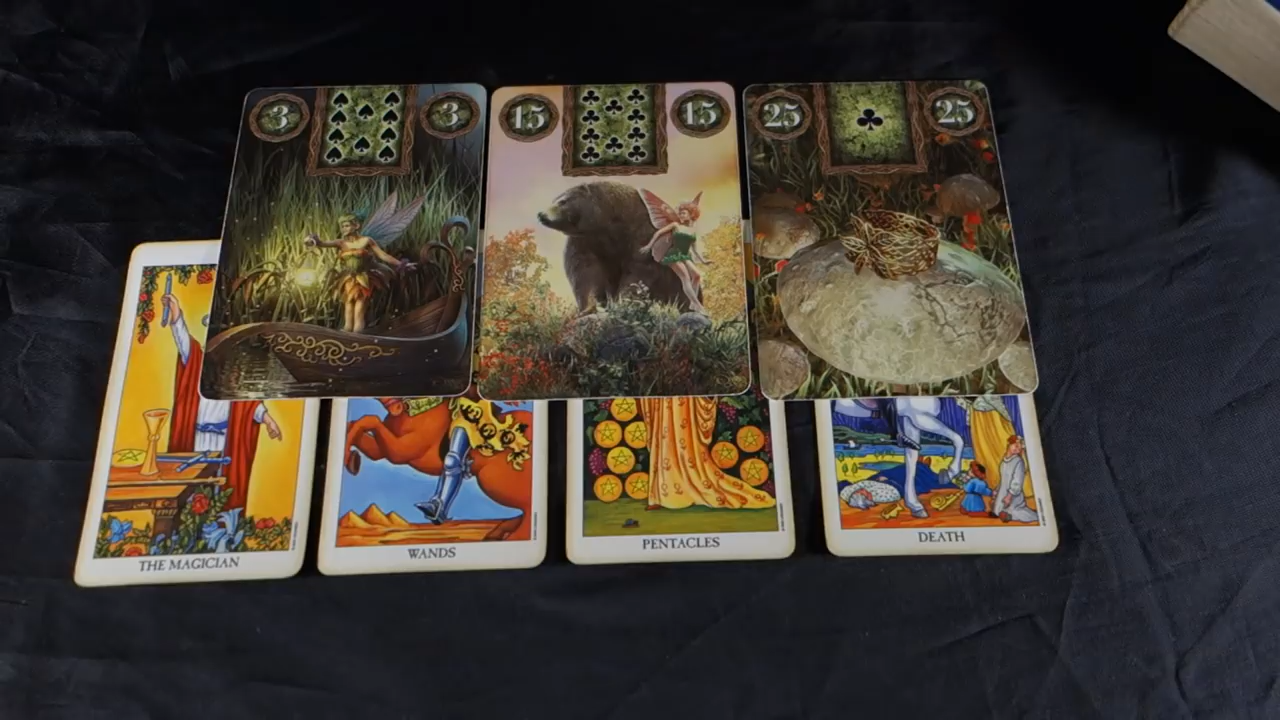 3 3
15 15
25 25
THE MAGICIAN
WANDS
PENTACLES
DEATH